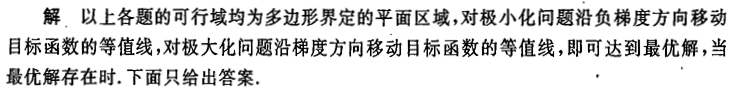 解 以上各题的可行域均为多边形界定的平面区域,对极小化问题沿负梯度方向移动
目标函数的等值线,对极大化问题沿梯度方向移动目标函数的等值线,即可达到最优解,当
最优解存在时.下面只给出答案.